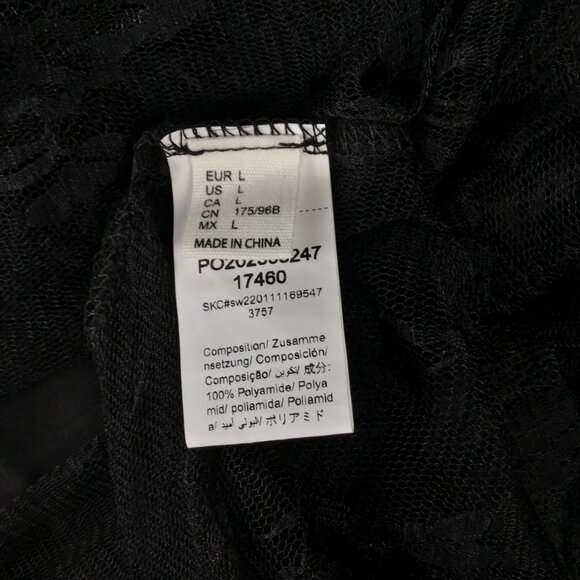 EUR L
US L
CA L
CN 175/96B
MX L
MADE IN CHINA
17460
SKC#sw220111169547
3757
Composition/ Zusamme
nsetzung/ Composición/
Composição/ تكوين/ 成分:
100% Polyamide/ Polya
mid/ poliamida/ Poliamid
a/ البولي أميد/ ポリアミド